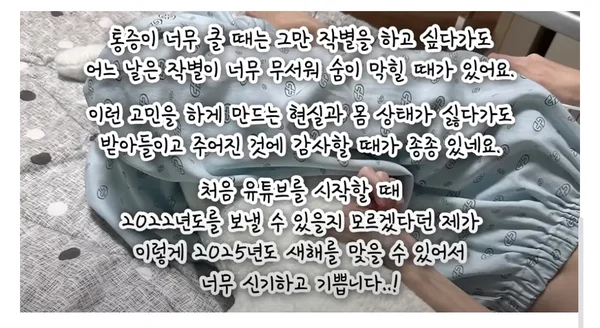 통증이 너무 클 때는 그만 작별을 하고 싶다가도
어느 날은 작별이 너무 무서워 숨이 막힐 때가 있어요.
이런 고민을 하게 만드는 현실과 몸 상태가 싫다가도
받아들이고 주어진 것에 감사할 때가 종종 있네요.
처음 유튜브를 시작할 때
2022년도를 보낼 수 있을지 모르겠다던 제가
이렇게 2025년도 새해를 맞을 수 있어서
너무 신기하고 기쁩니다..!